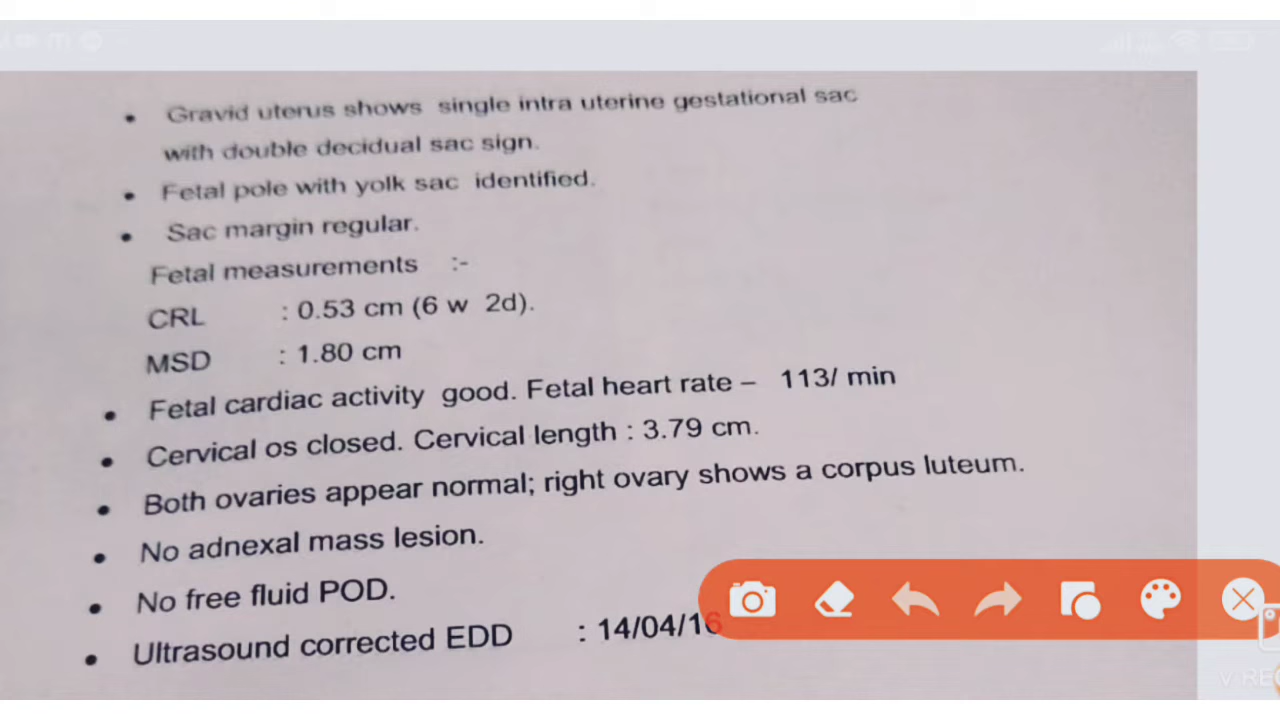 Gravid uterus shows single intra uterine gestational sac
with double decidual sac sign.
Fetal pole with yolk sac identified.
Sac margin regular.
Fetal measurements :-
CRL : 0.53 cm (6 w 2d).
MSD : 1.80 cm
Fetal cardiac activity good. Fetal heart rate – 113/ min
Cervical os closed. Cervical length : 3.79 cm.
Both ovaries appear normal; right ovary shows a corpus luteum.
No adnexal mass lesion.
No free fluid POD.
Ultrasound corrected EDD : 14/04/16